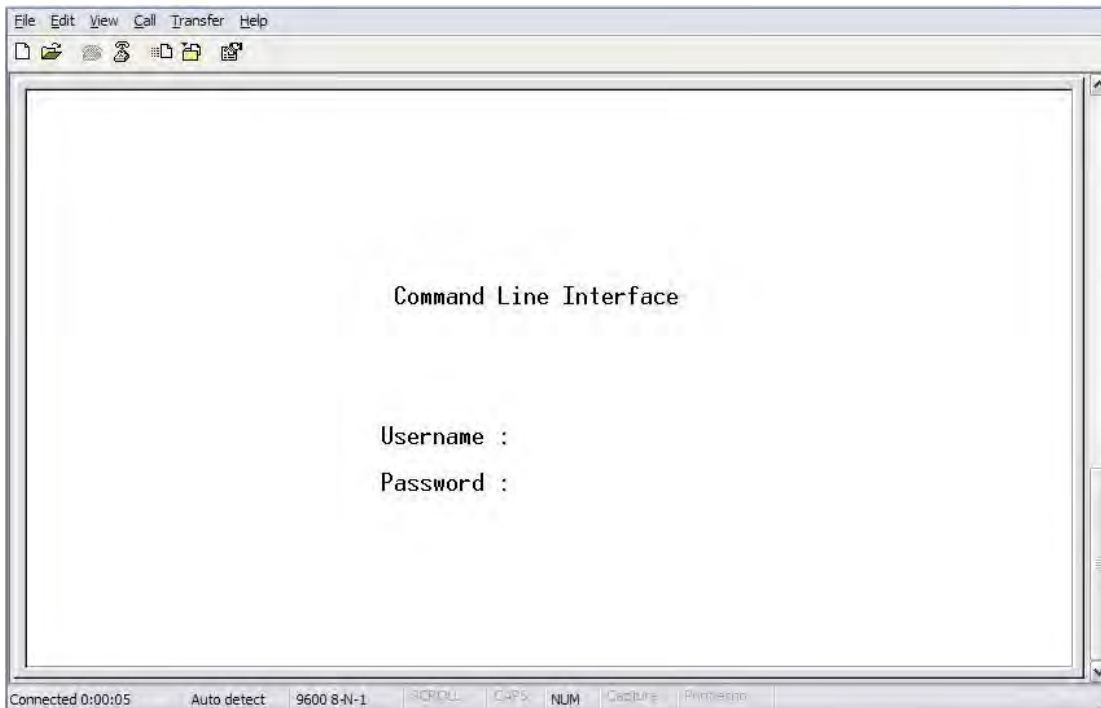 File Edit View Call Transfer Help
Command Line Interface
Username :
Password :
Connected 0:00:05 Auto detect 9600 8-N-1 SCROLL CAPS NUM Capture Print echo